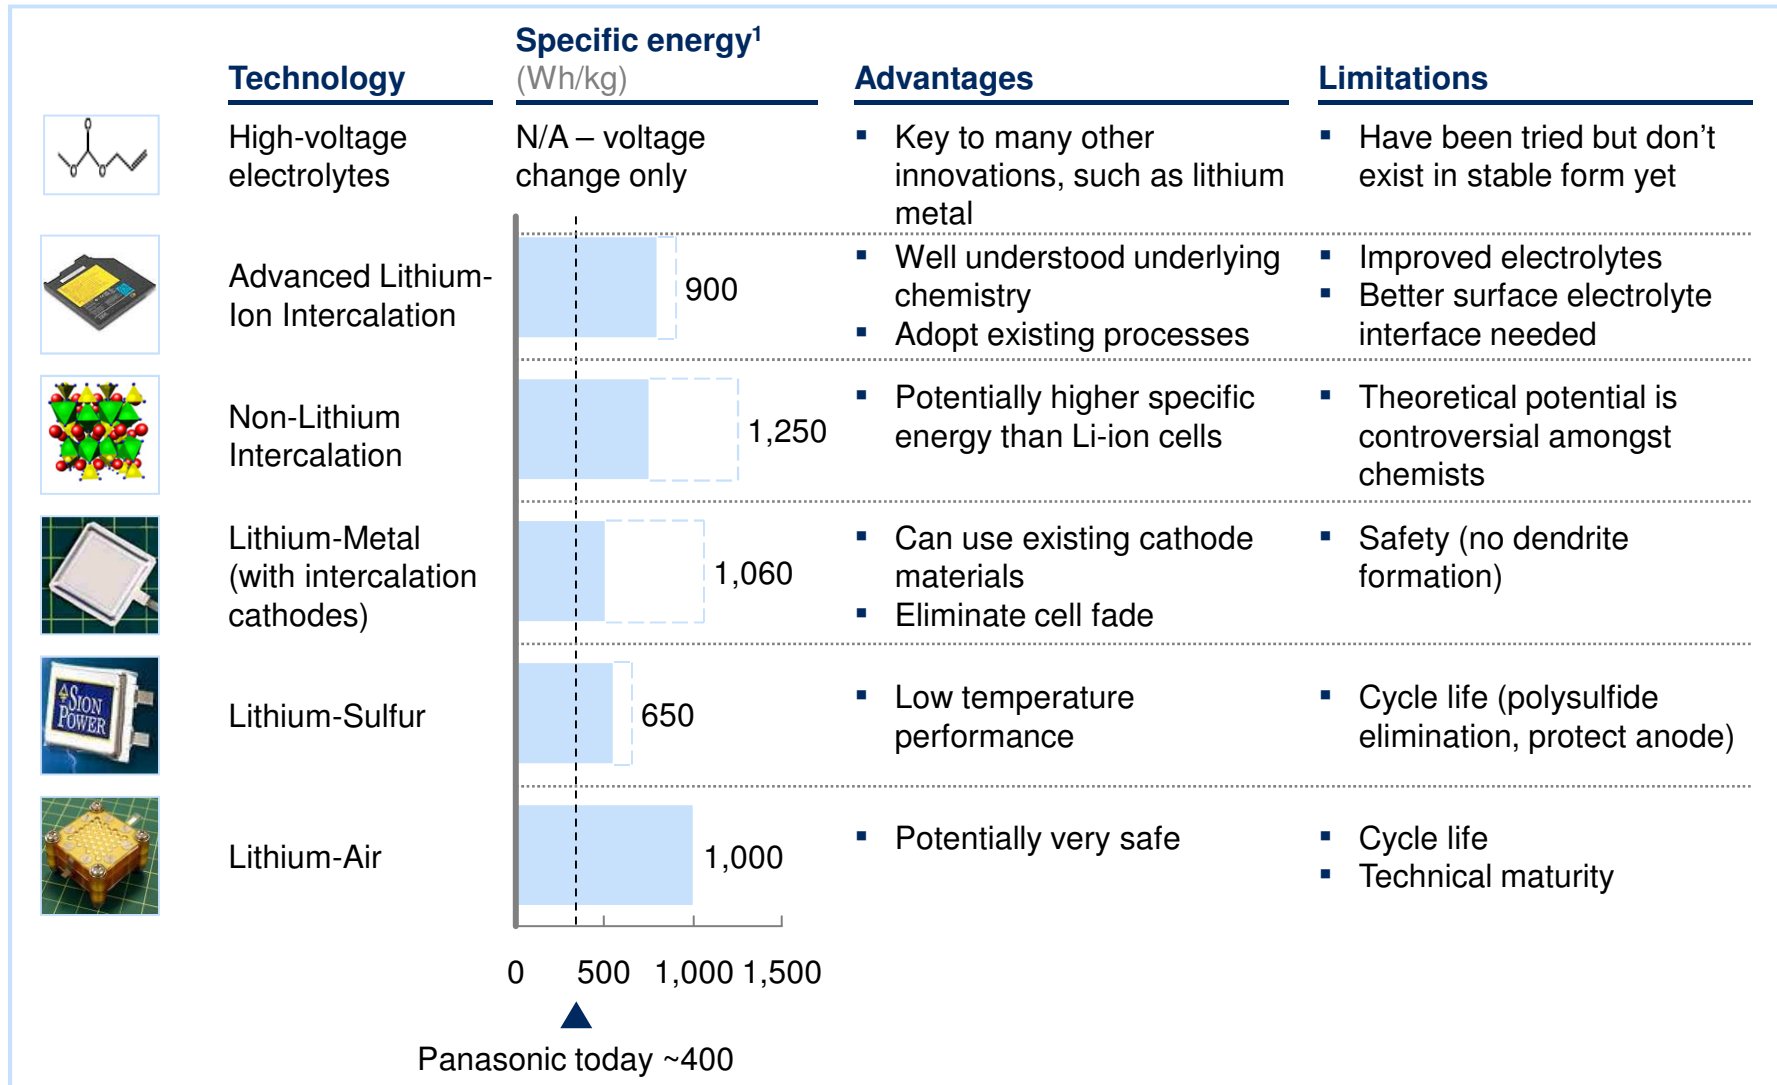 Technology
Specific energy¹
(Wh/kg)
Advantages
Limitations
O
O
O
High-voltage
electrolytes
N/A – voltage
change only
▪ Key to many other
innovations, such as lithium
metal
▪ Have been tried but don't
exist in stable form yet
Advanced Lithium-
Ion Intercalation
900
▪ Well understood underlying
chemistry
▪ Adopt existing processes
▪ Improved electrolytes
▪ Better surface electrolyte
interface needed
Non-Lithium
Intercalation
1,250
▪ Potentially higher specific
energy than Li-ion cells
▪ Theoretical potential is
controversial amongst
chemists
Lithium-Metal
(with intercalation
cathodes)
1,060
▪ Can use existing cathode
materials
▪ Eliminate cell fade
▪ Safety (no dendrite
formation)
SION
POWER
Lithium-Sulfur
650
▪ Low temperature
performance
▪ Cycle life (polysulfide
elimination, protect anode)
Lithium-Air
1,000
▪ Potentially very safe
▪ Cycle life
▪ Technical maturity
0 500 1,000 1,500
Panasonic today ~400